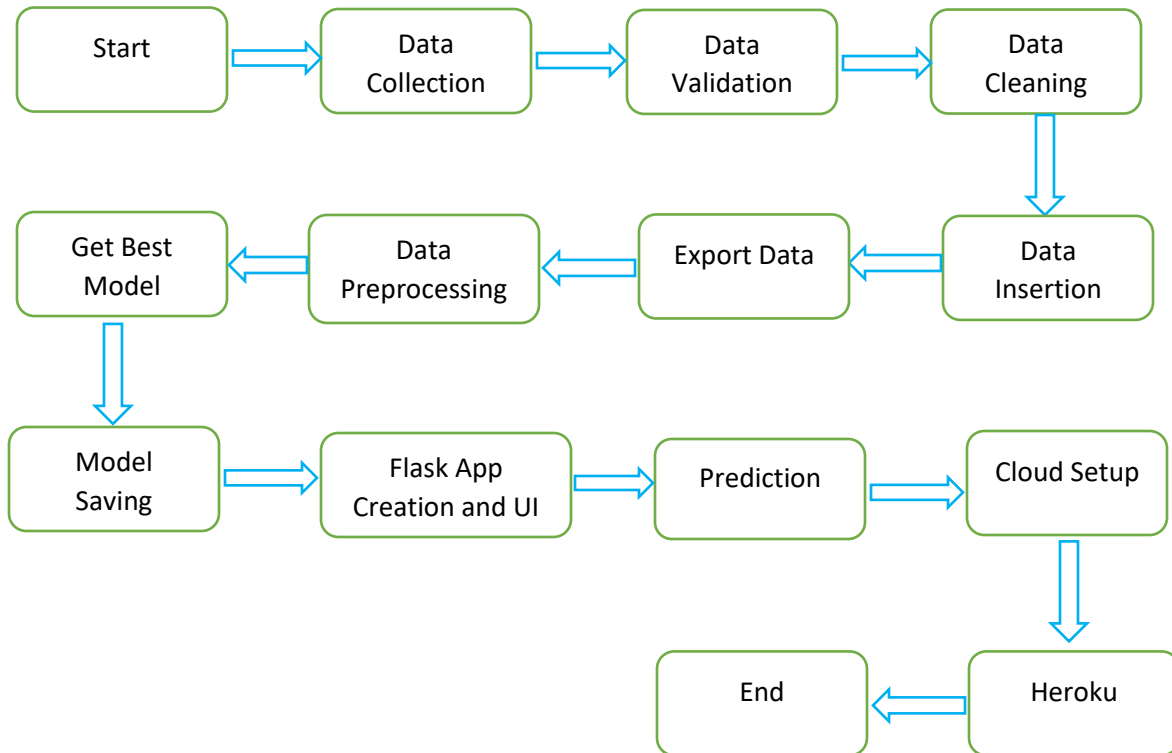 Start
Data
Collection
Data
Validation
Data
Cleaning
Get Best
Model
Data
Preprocessing
Export Data
Data
Insertion
Model
Saving
Flask App
Creation and UI
Prediction
Cloud Setup
End
Heroku